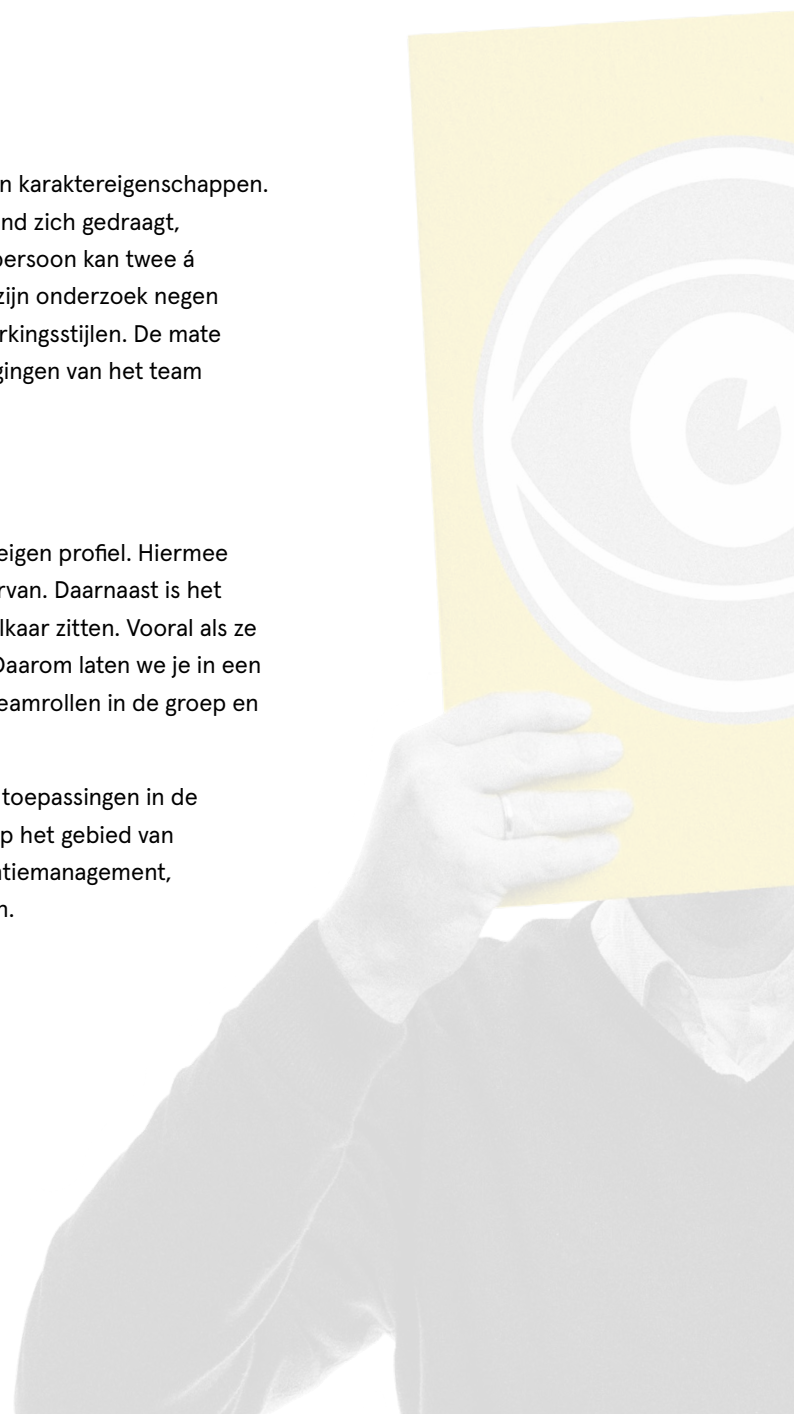 n karaktereigenschappen.
nd zich gedraagt,
persoon kan twee á
zijn onderzoek negen
rkingsstijlen. De mate
gingen van het team
eigen profiel. Hiermee
rvan. Daarnaast is het
lkaar zitten. Vooral als ze
Daarom laten we je in een
eamrollen in de groep en
toepassingen in de
p het gebied van
atiemanagement,
n.